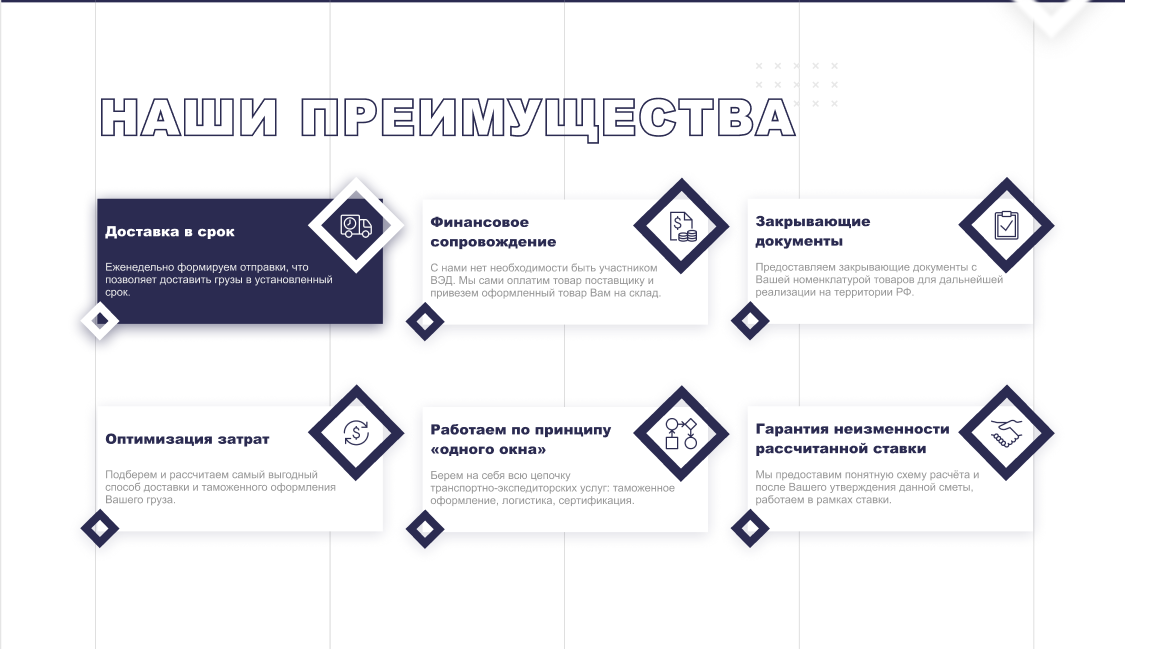 НАШИ ПРЕИМУЩЕСТВА
Доставка в срок
Еженедельно формируем отправки, что
позволяет доставить грузы в установленный
срок.
Финансовое
сопровождение
С нами нет необходимости быть участником
ВЭД. Мы сами оплатим товар поставщику и
привезем оформленный товар Вам на склад.
Закрывающие
документы
Предоставляем закрывающие документы с
Вашей номенклатурой товаров для дальнейшей
реализации на территории РФ.
Оптимизация затрат
Подберем и рассчитаем самый выгодный
способ доставки и таможенного оформления
Вашего груза.
Работаем по принципу
«одного окна»
Берем на себя всю цепочку
транспортно-экспедиторских услуг: таможенное
оформление, логистика, сертификация.
Гарантия неизменности
рассчитанной ставки
Мы предоставим понятную схему расчёта и
после Вашего утверждения данной сметы,
работаем в рамках ставки.